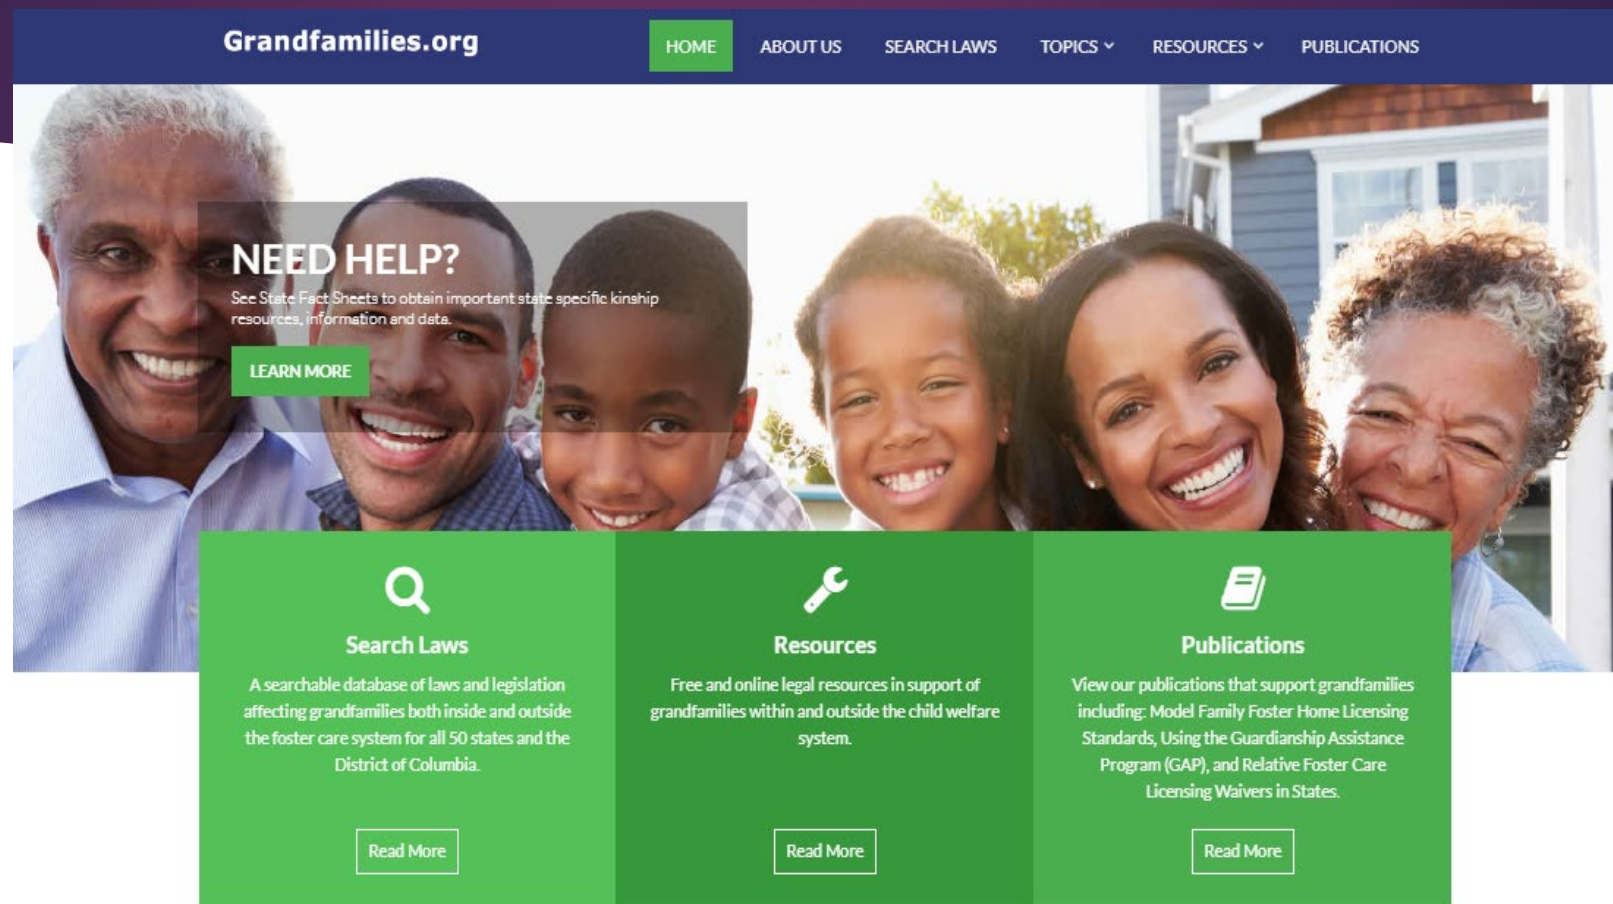 Grandfamilies.org
HOME ABOUT US SEARCH LAWS TOPICS RESOURCES PUBLICATIONS
NEED HELP?
See State Fact Sheets to obtain important state specific kinship
resources, information and data.
LEARN MORE
Search Laws
A searchable database of laws and legislation
affecting grandfamilies both inside and outside
the foster care system for all 50 states and the
District of Columbia.
Read More
Resources
Free and online legal resources in support of
grandfamilies within and outside the child welfare
system.
Read More
Publications
View our publications that support grandfamilies
including: Model Family Foster Home Licensing
Standards, Using the Guardianship Assistance
Program (GAP), and Relative Foster Care
Licensing Waivers in States.
Read More